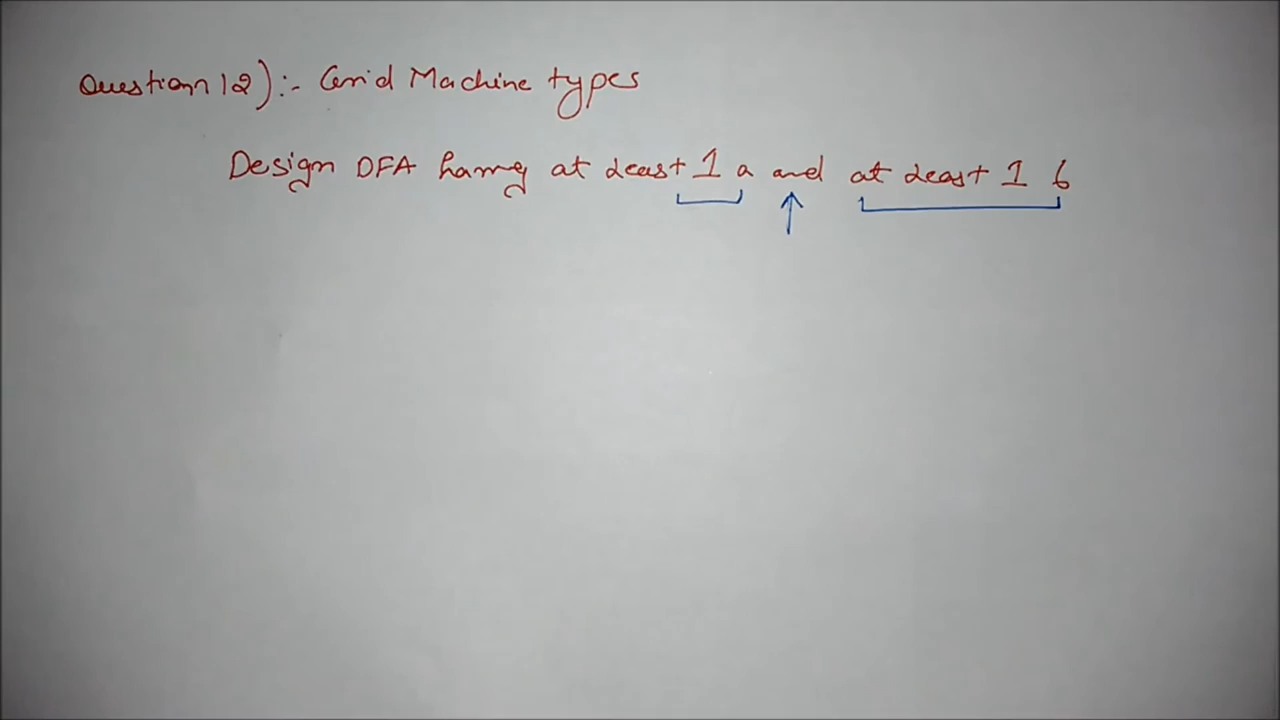 Question 12) :- Grid Machine types
Design DFA having at least 1 a and at least 1 b